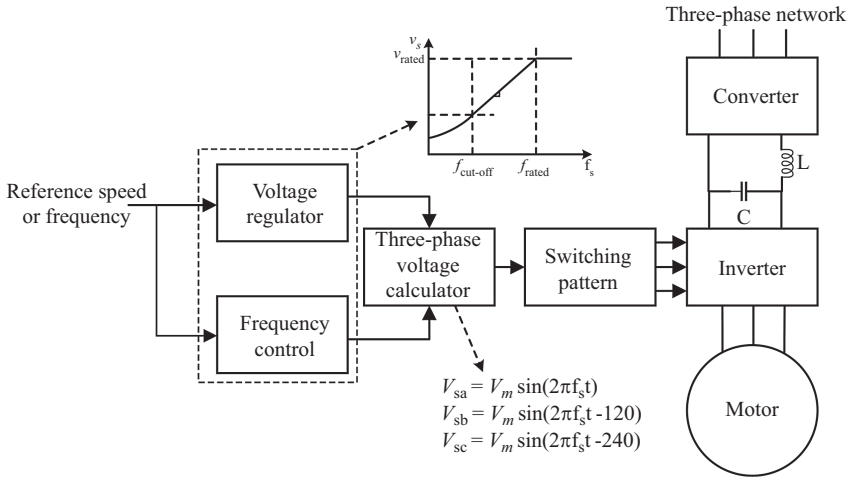 Three-phase network
v_s
v_rated
Converter
f_cut-off
f_rated
f_s
L
C
Reference speed
or frequency
Voltage
regulator
Three-phase
voltage
calculator
Switching
pattern
Inverter
Frequency
control
V_sa = V_m sin(2πf_st)
V_sb = V_m sin(2πf_st -120)
V_sc = V_m sin(2πf_st -240)
Motor